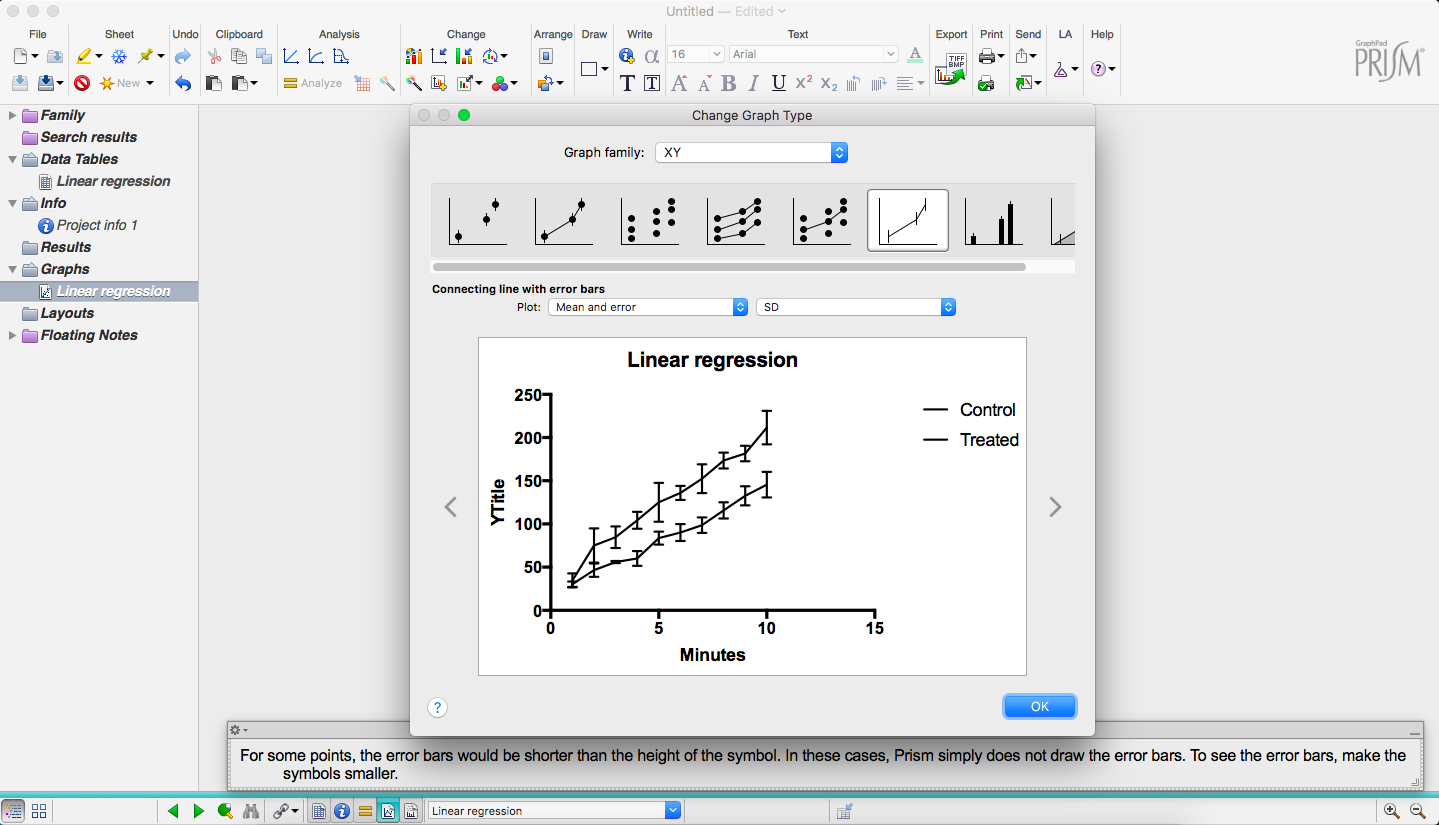 Untitled — Edited
File Sheet Undo Clipboard Analysis Change Arrange Draw Write Text Export Print Send LA Help
16 Arial
TIFF
BMP
New
Analyze
α
T T A A B I U X² X₂ A
GraphPad
PRISM®
Family
Search results
Data Tables
Linear regression
Info
Project info 1
Results
Graphs
Linear regression
Layouts
Floating Notes
Change Graph Type
Graph family: XY
Connecting line with error bars
Plot: Mean and error SD
Linear regression
250
200
150
100
50
0
YTitle
0 5 10 15
Minutes
Control
Treated
?
OK
For some points, the error bars would be shorter than the height of the symbol. In these cases, Prism simply does not draw the error bars. To see the error bars, make the
symbols smaller.
Linear regression